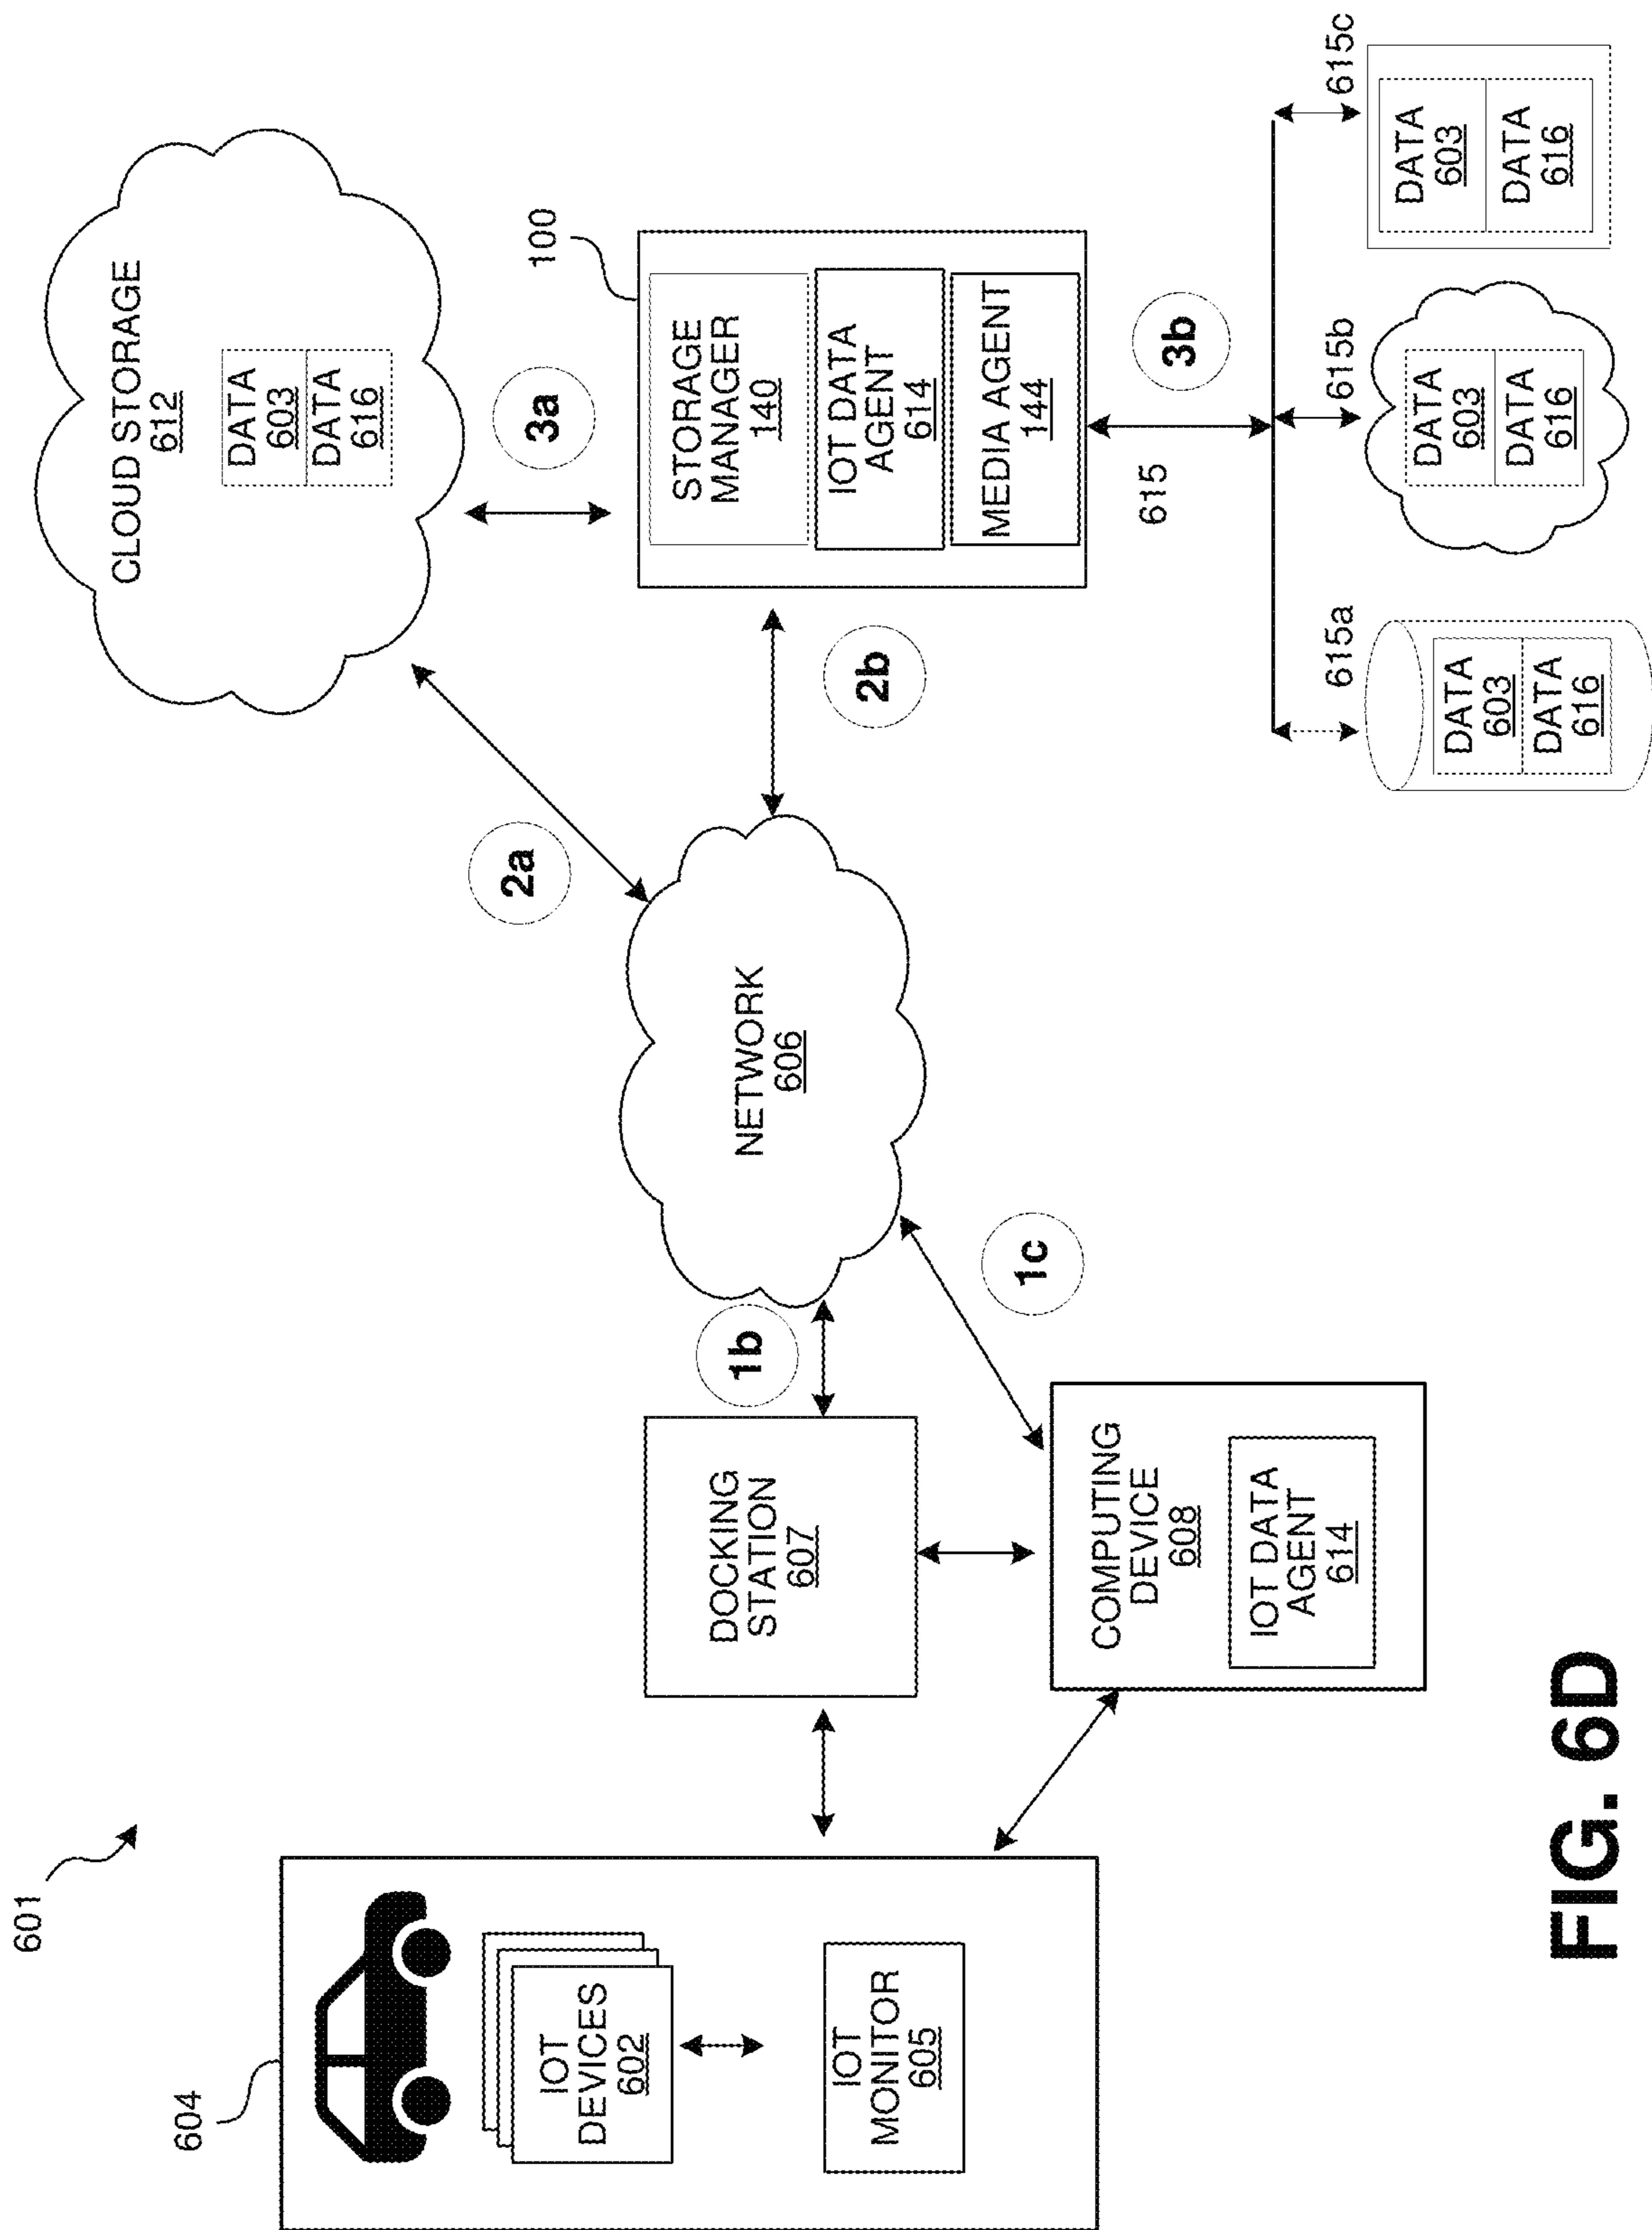 601
604
IOT
DEVICES
602
IOT
MONITOR
605
DOCKING
STATION
607
COMPUTING
DEVICE
608
IOT DATA
AGENT
614
1b
1c
NETWORK
606
2a
2b
CLOUD STORAGE
612
DATA
603
DATA
616
3a
100
STORAGE
MANAGER
140
IOT DATA
AGENT
614
MEDIA AGENT
144
3b
615
615a
DATA
603
DATA
616
615b
DATA
603
DATA
616
615c
DATA
603
DATA
616
FIG. 6D